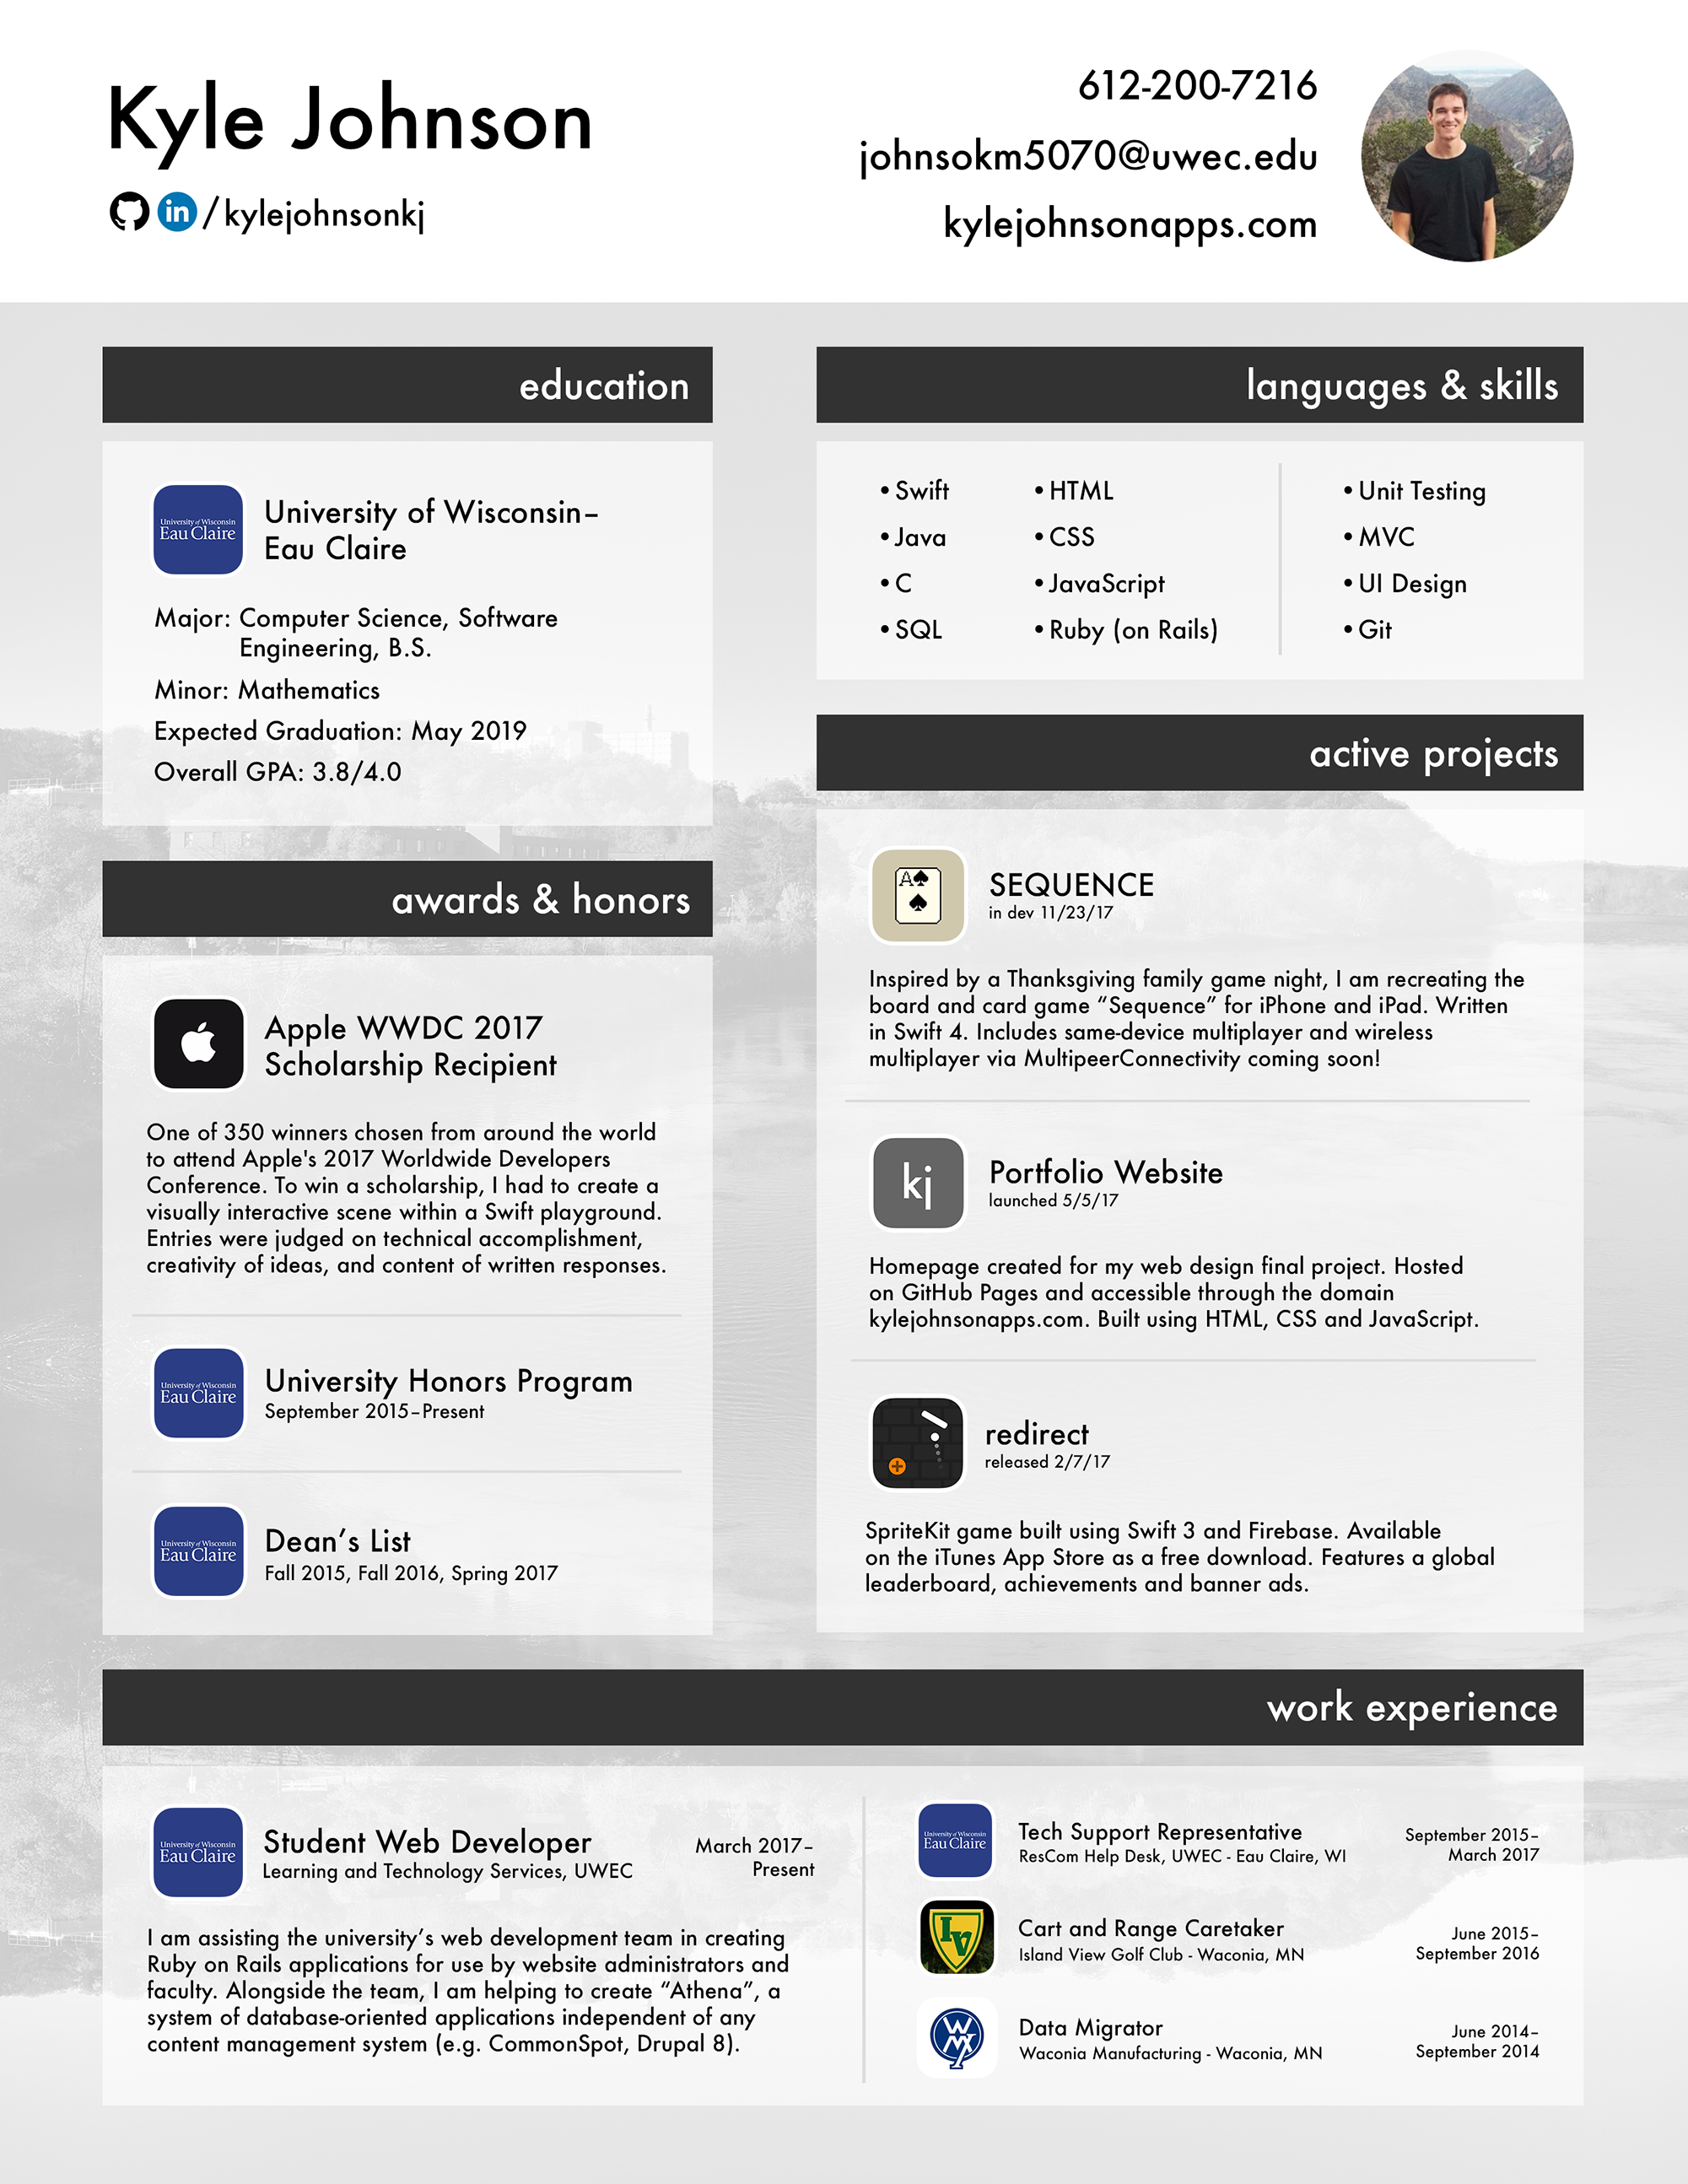 Kyle Johnson
in /kylejohnsonkj
612-200-7216
johnsokm5070@uwec.edu
kylejohnsonapps.com
education
University of Wisconsin
Eau Claire
University of Wisconsin–
Eau Claire
Major: Computer Science, Software
Engineering, B.S.
Minor: Mathematics
Expected Graduation: May 2019
Overall GPA: 3.8/4.0
awards & honors
Apple WWDC 2017
Scholarship Recipient
One of 350 winners chosen from around the world
to attend Apple's 2017 Worldwide Developers
Conference. To win a scholarship, I had to create a
visually interactive scene within a Swift playground.
Entries were judged on technical accomplishment,
creativity of ideas, and content of written responses.
University of Wisconsin
Eau Claire
University Honors Program
September 2015–Present
University of Wisconsin
Eau Claire
Dean’s List
Fall 2015, Fall 2016, Spring 2017
languages & skills
• Swift
• Java
• C
• SQL
• HTML
• CSS
• JavaScript
• Ruby (on Rails)
• Unit Testing
• MVC
• UI Design
• Git
active projects
A
SEQUENCE
in dev 11/23/17
Inspired by a Thanksgiving family game night, I am recreating the
board and card game “Sequence” for iPhone and iPad. Written
in Swift 4. Includes same-device multiplayer and wireless
multiplayer via MultipeerConnectivity coming soon!
kj
Portfolio Website
launched 5/5/17
Homepage created for my web design final project. Hosted
on GitHub Pages and accessible through the domain
kylejohnsonapps.com. Built using HTML, CSS and JavaScript.
redirect
released 2/7/17
SpriteKit game built using Swift 3 and Firebase. Available
on the iTunes App Store as a free download. Features a global
leaderboard, achievements and banner ads.
work experience
University of Wisconsin
Eau Claire
Student Web Developer
Learning and Technology Services, UWEC
March 2017–
Present
I am assisting the university’s web development team in creating
Ruby on Rails applications for use by website administrators and
faculty. Alongside the team, I am helping to create “Athena”, a
system of database-oriented applications independent of any
content management system (e.g. CommonSpot, Drupal 8).
University of Wisconsin
Eau Claire
Tech Support Representative
ResCom Help Desk, UWEC - Eau Claire, WI
September 2015–
March 2017
IV
Cart and Range Caretaker
Island View Golf Club - Waconia, MN
June 2015–
September 2016
Data Migrator
Waconia Manufacturing - Waconia, MN
June 2014–
September 2014